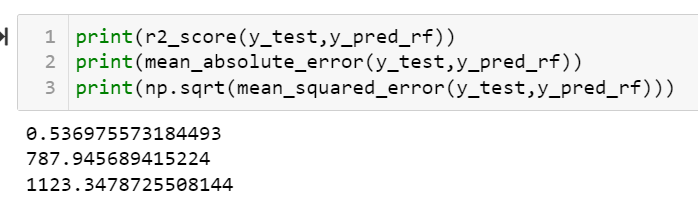 1 print(r2_score(y_test,y_pred_rf))
2 print(mean_absolute_error(y_test,y_pred_rf))
3 print(np.sqrt(mean_squared_error(y_test,y_pred_rf)))
0.536975573184493
787.945689415224
1123.3478725508144